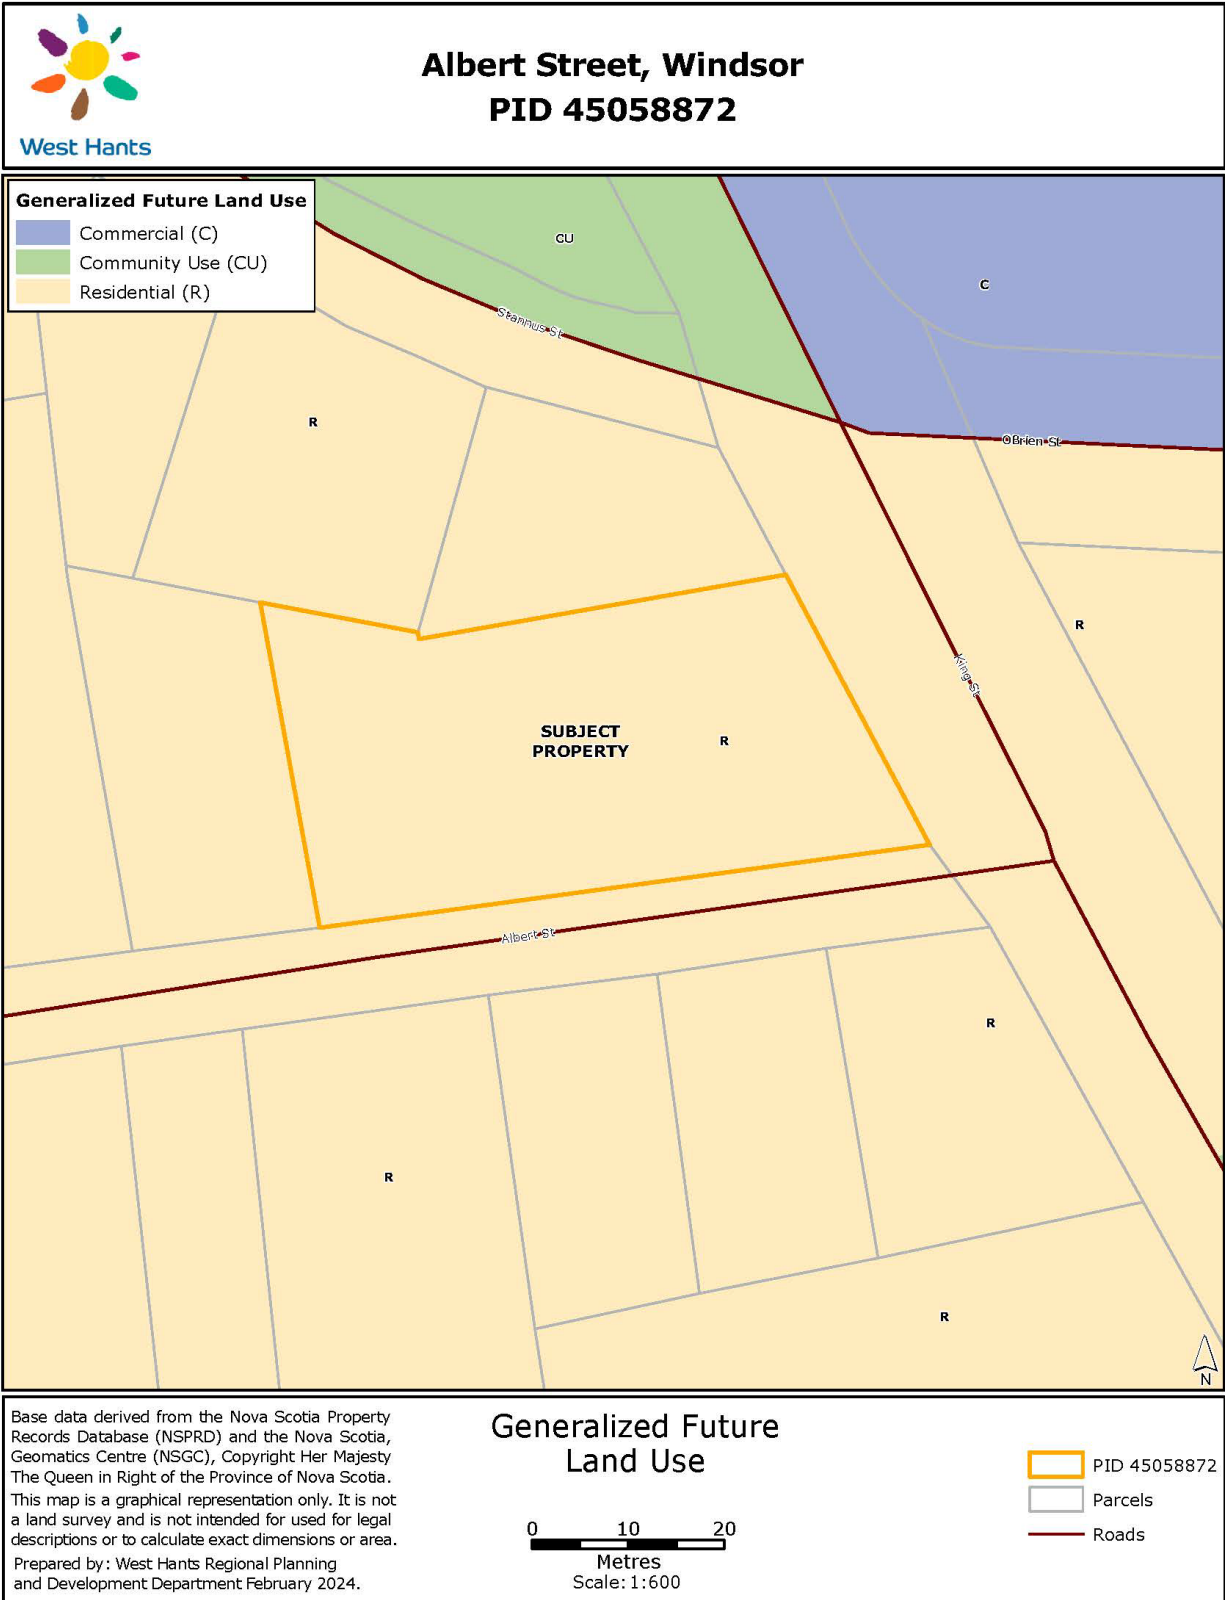 West Hants
Albert Street, Windsor
PID 45058872
Generalized Future Land Use
Commercial (C)
Community Use (CU)
Residential (R)
CU
C
Stannus St
OBrien St
R
R
King St
SUBJECT
PROPERTY
R
Albert St
R
R
R
N
Base data derived from the Nova Scotia Property
Records Database (NSPRD) and the Nova Scotia,
Geomatics Centre (NSGC), Copyright Her Majesty
The Queen in Right of the Province of Nova Scotia.
This map is a graphical representation only. It is not
a land survey and is not intended for used for legal
descriptions or to calculate exact dimensions or area.
Prepared by: West Hants Regional Planning
and Development Department February 2024.
Generalized Future
Land Use
0 10 20
Metres
Scale: 1:600
PID 45058872
Parcels
Roads